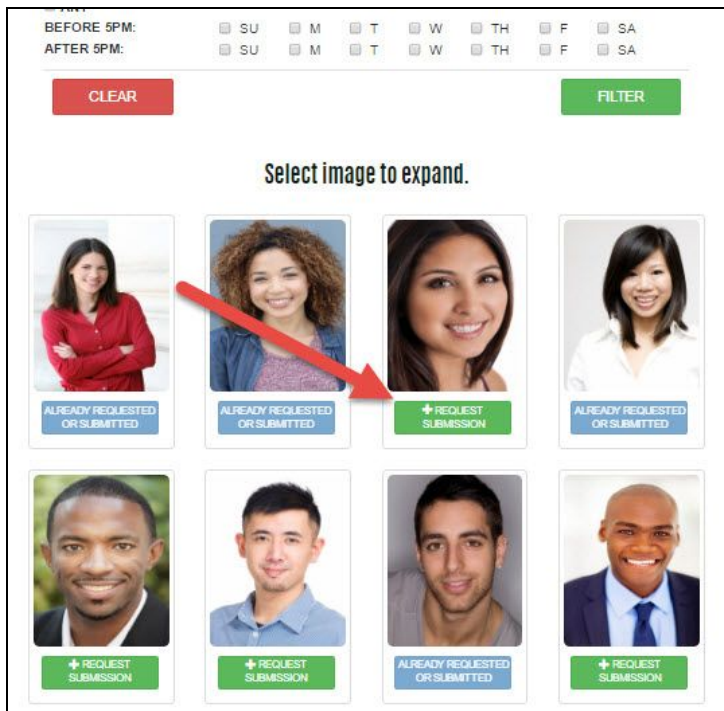 BEFORE 5PM: SU M T W TH F SA
AFTER 5PM: SU M T W TH F SA
CLEAR FILTER
Select image to expand.
ALREADY REQUESTED OR SUBMITTED
ALREADY REQUESTED OR SUBMITTED
+ REQUEST SUBMISSION
ALREADY REQUESTED OR SUBMITTED
+ REQUEST SUBMISSION
+ REQUEST SUBMISSION
ALREADY REQUESTED OR SUBMITTED
+ REQUEST SUBMISSION